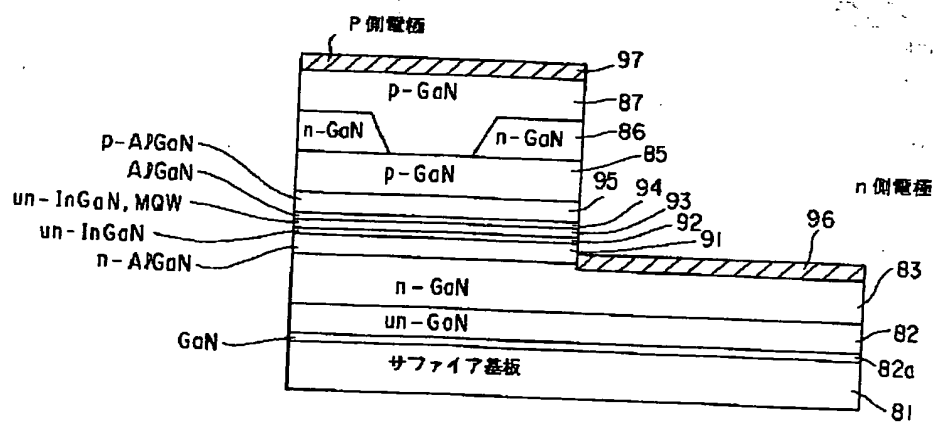 P側電極
97
p-GaN
87
n-GaN
n-GaN
86
p-AlGaN
85
p-GaN
AlGaN
95
n側電極
94
un-InGaN, MQW
93
96
un-InGaN
92
91
n-AlGaN
83
n-GaN
un-GaN
82
GaN
82a
サファイア基板
81